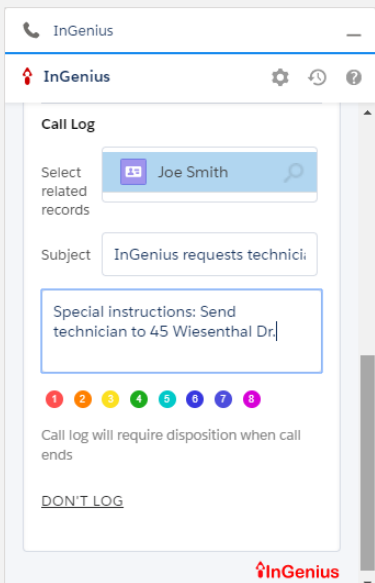 InGenius
InGenius
Call Log
Select
related
records
Joe Smith
Subject
InGenius requests technicia
Special instructions: Send
technician to 45 Wiesenthal Dr.
1 2 3 4 5 6 7 8
Call log will require disposition when call
ends
DON'T LOG
InGenius